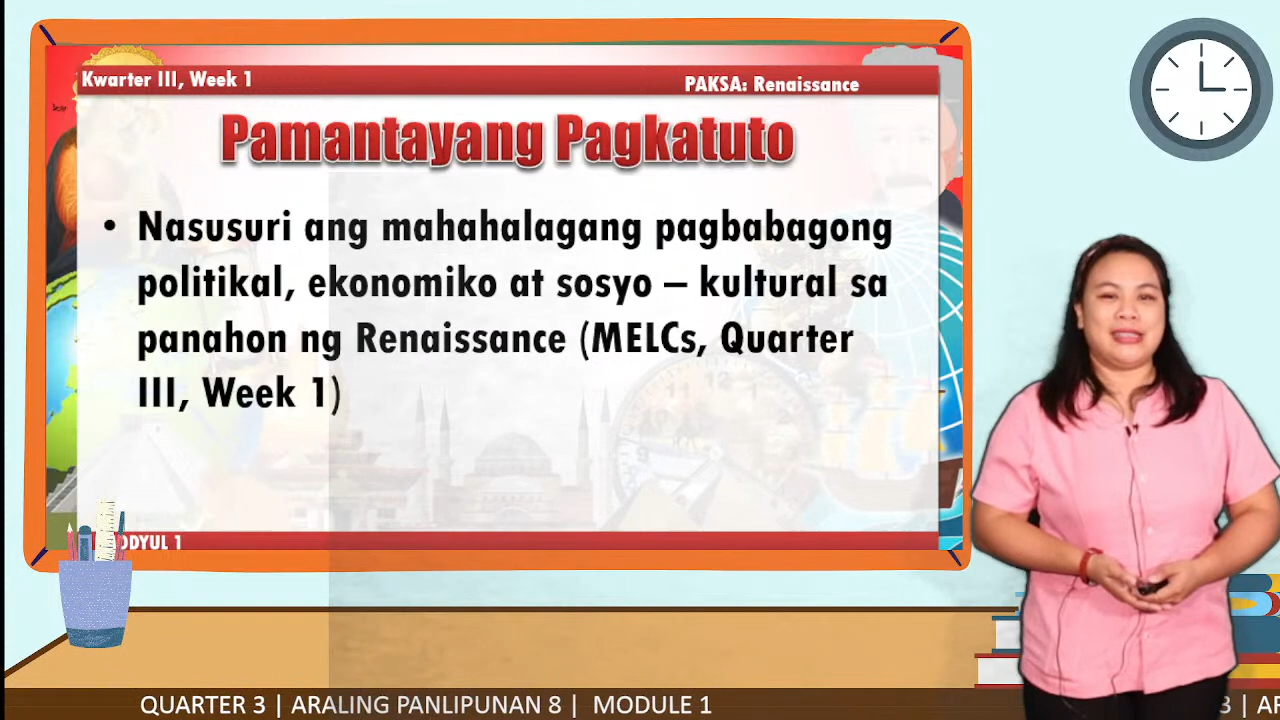 Kwarter III, Week 1
PAKSA: Renaissance
Pamantayang Pagkatuto
• Nasusuri ang mahahalagang pagbabagong
politikal, ekonomiko at sosyo – kultural sa
panahon ng Renaissance (MELCs, Quarter
III, Week 1)
ODYUL 1
QUARTER 3 | ARALING PANLIPUNAN 8 | MODULE 1
3 | AR